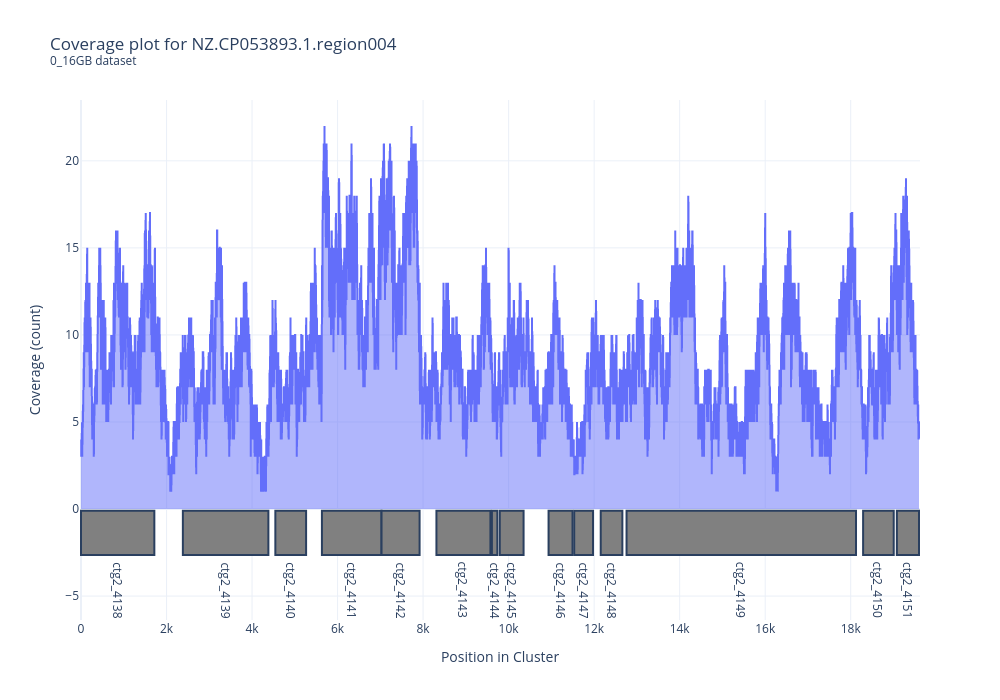 Coverage plot for NZ.CP053893.1.region004
0_16GB dataset
20
15
10
5
0
−5
Coverage (count)
ctg2_4138
ctg2_4139
ctg2_4140
ctg2_4141
ctg2_4142
ctg2_4143
ctg2_4144
ctg2_4145
ctg2_4146
ctg2_4147
ctg2_4148
ctg2_4149
ctg2_4150
ctg2_4151
0
2k
4k
6k
8k
10k
12k
14k
16k
18k
Position in Cluster